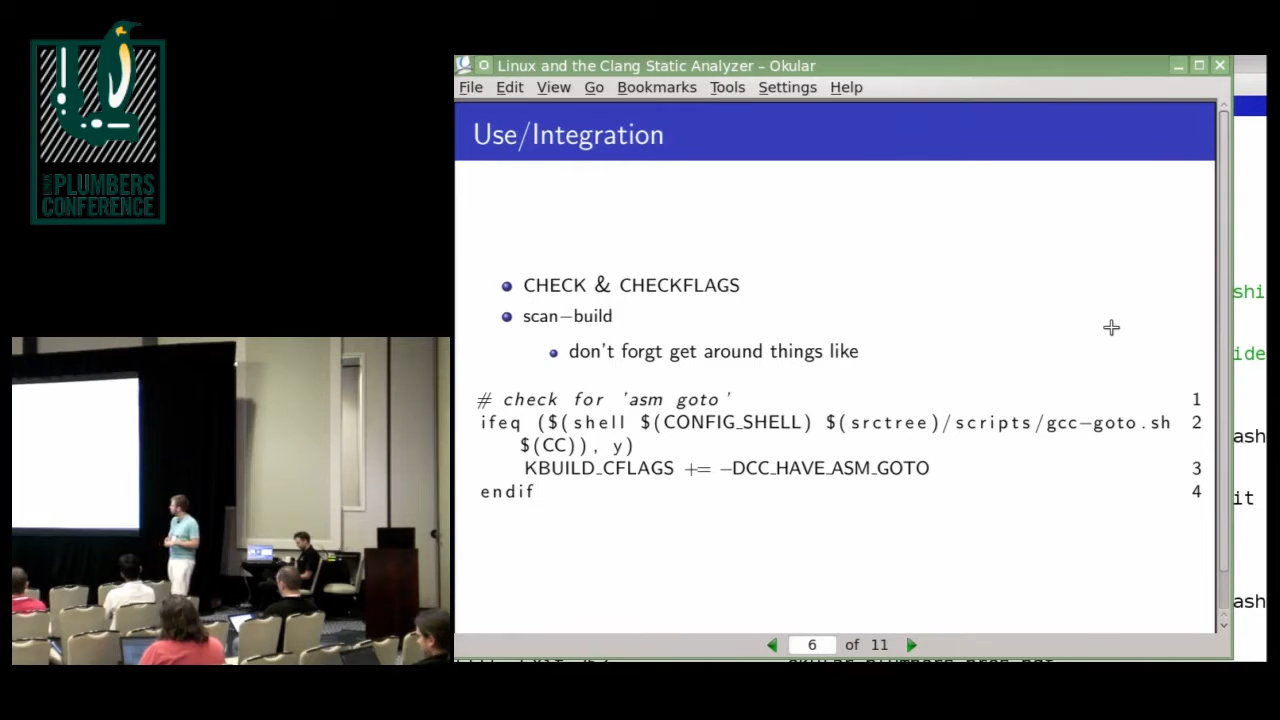 LINUX
PLUMBERS
CONFERENCE
Linux and the Clang Static Analyzer – Okular
File Edit View Go Bookmarks Tools Settings Help
Use/Integration
CHECK & CHECKFLAGS
scan−build
don't forgt get around things like
# check for 'asm goto' 1
ifeq ($(shell $(CONFIG_SHELL) $(srctree)/scripts/gcc−goto.sh 2
$(CC)), y)
KBUILD_CFLAGS += −DCC_HAVE_ASM_GOTO 3
endif 4
6 of 11
shi
ide
ash
it
ash